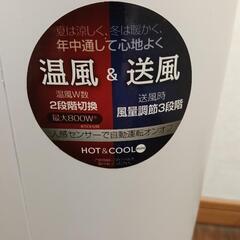 夏は涼しく、冬は暖かく、
年中通して心地よく
温風&送風
温風W数
2段階切換
最大800W
送風時
風量調節3段階
人感センサーで自動運転オンオフ
HOT&COOL